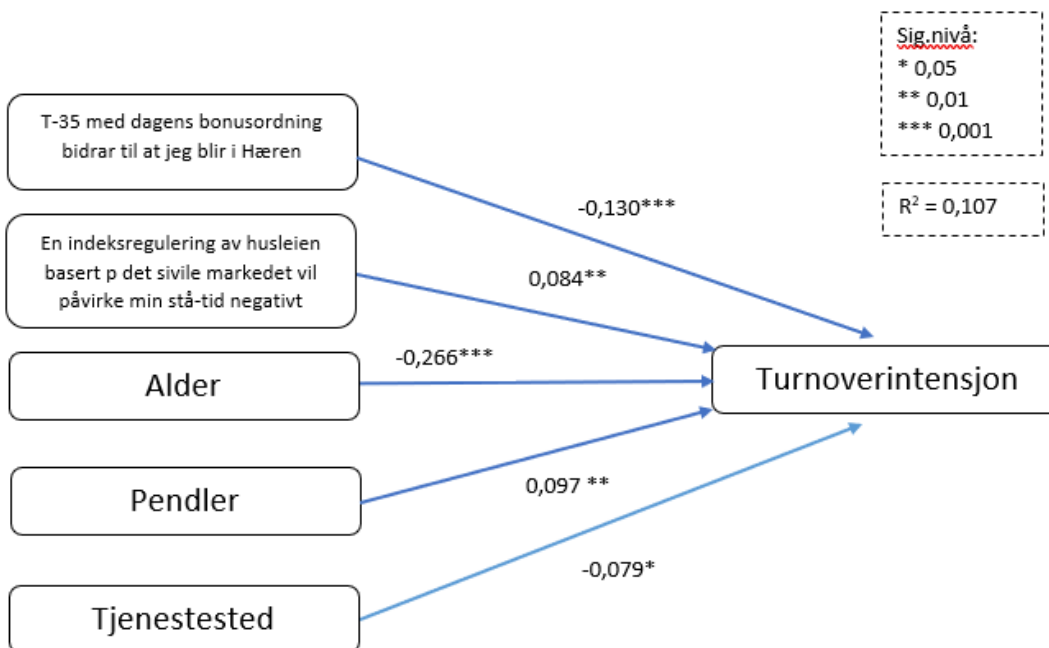 Sig.nivå:
* 0,05
** 0,01
*** 0,001
R² = 0,107
T-35 med dagens bonusordning
bidrar til at jeg blir i Hæren
-0,130***
En indeksregulering av husleien
basert p det sivile markedet vil
påvirke min stå-tid negativt
0,084**
Alder
-0,266***
Turnoverintensjon
Pendler
0,097 **
Tjenestested
-0,079*